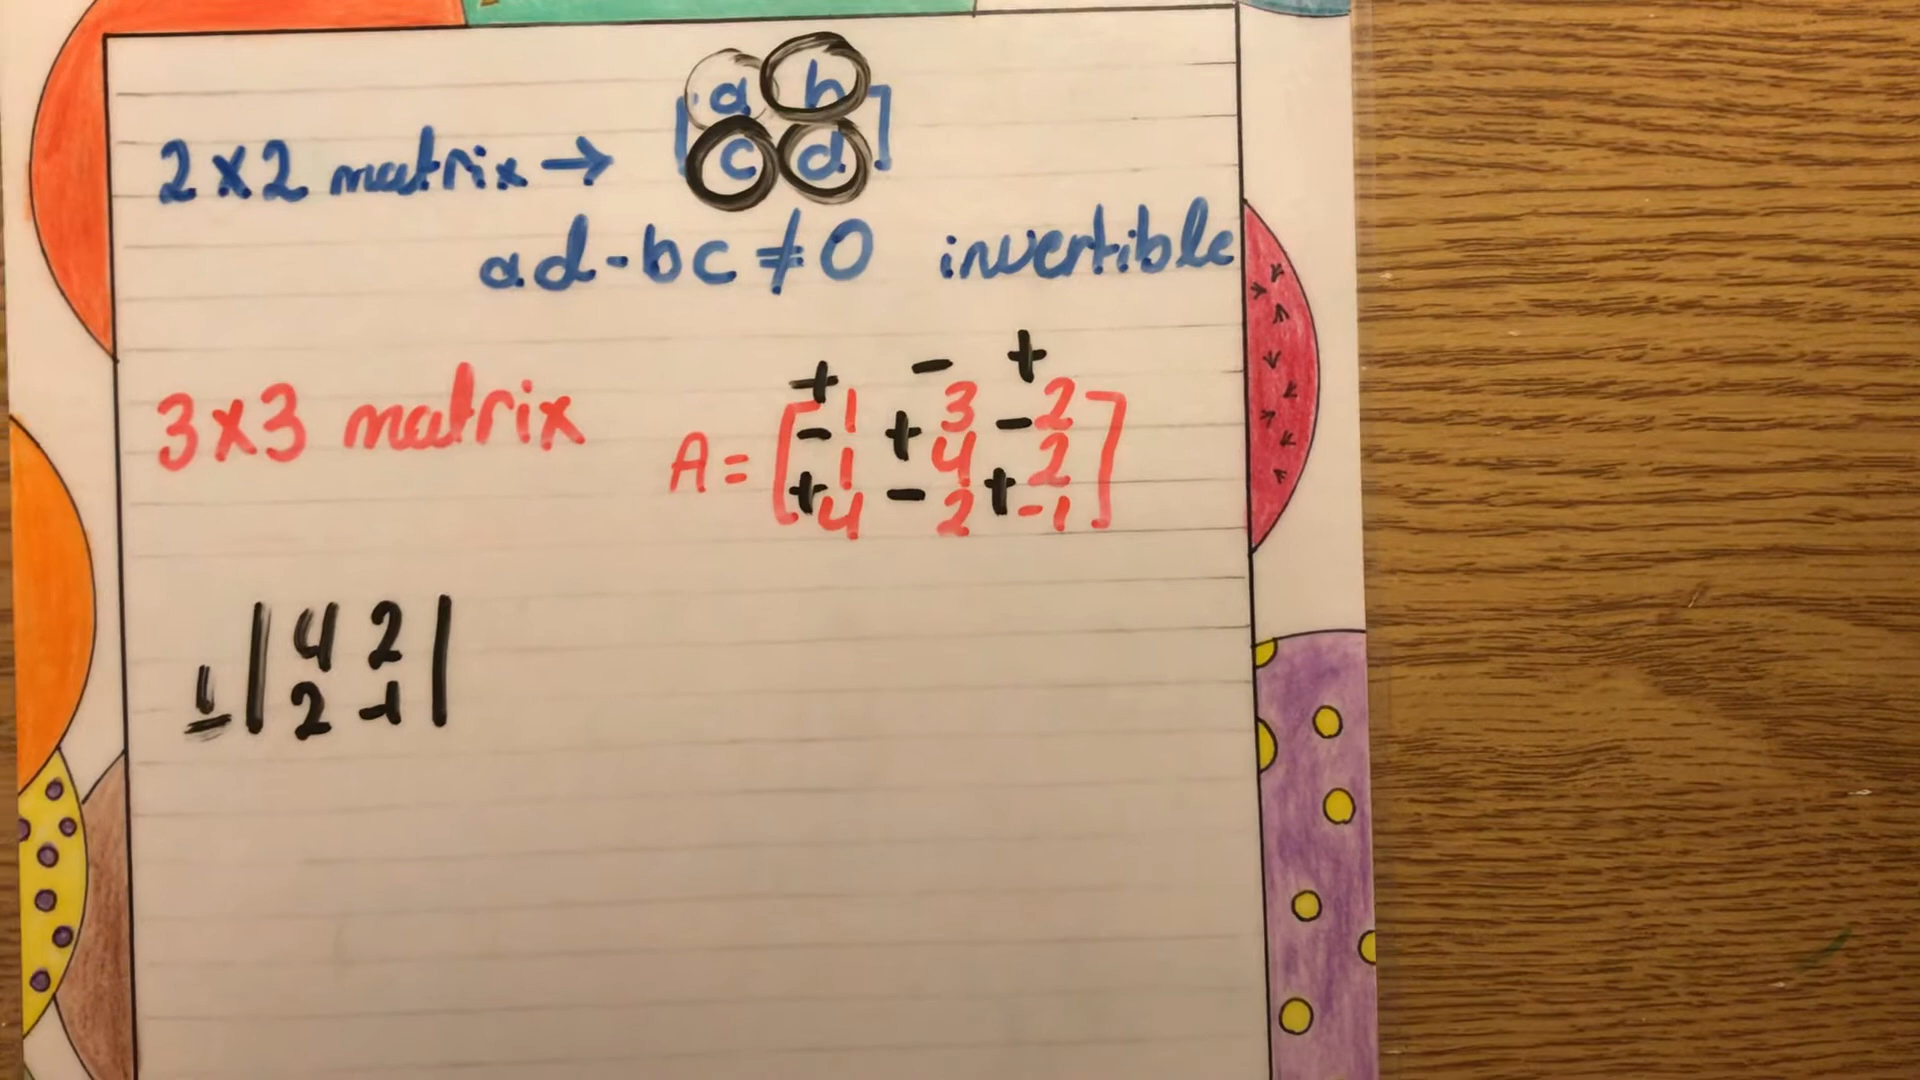 [a b
2x2 matrix → c d]
ad-bc≠0 invertible
+ - +
3x3 matrix A = [1 3 2
- + -
1 4 2
+ - +
4 2 -1]
1 | 4 2 |
2 -1